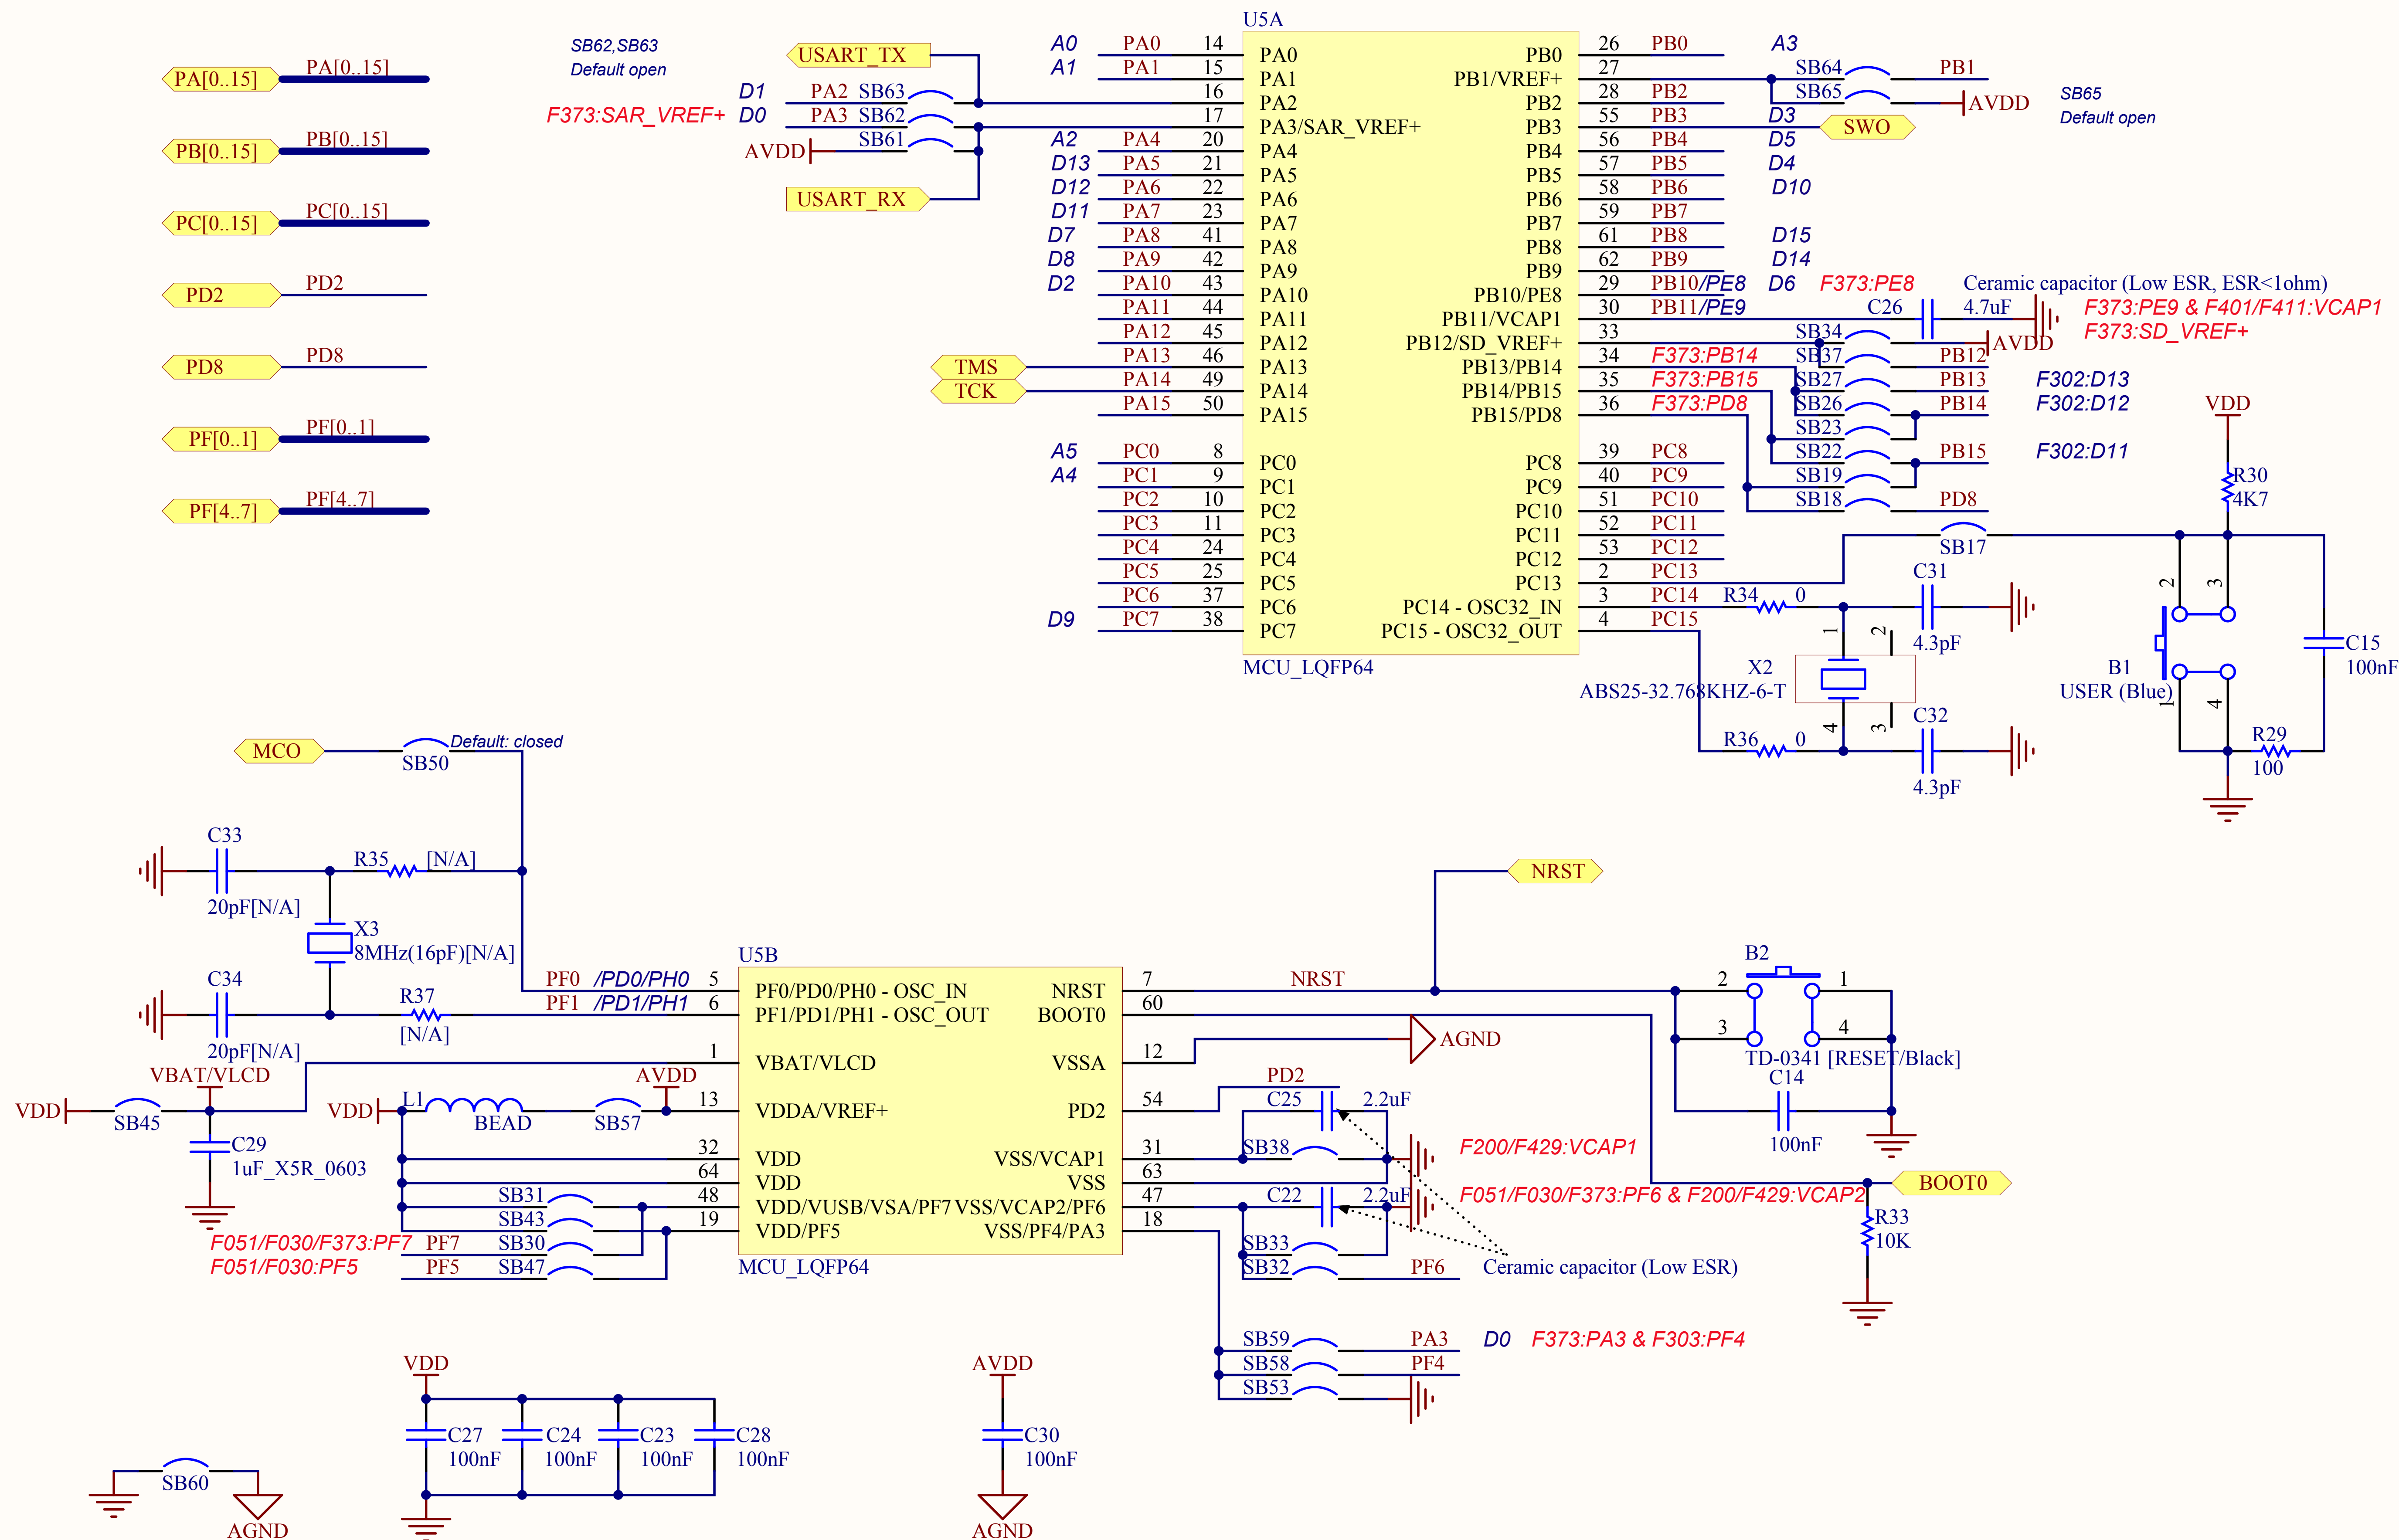 PA[0..15] PA[0..15]
PB[0..15] PB[0..15]
PC[0..15] PC[0..15]
PD2 PD2
PD8 PD8
PF[0..1] PF[0..1]
PF[4..7] PF[4..7]
SB62,SB63
Default open
USART_TX
D1 PA2 SB63
F373:SAR_VREF+ D0 PA3 SB62
AVDD SB61
USART_RX
TMS
TCK
U5A
A0 PA0 14 PA0
A1 PA1 15 PA1
16 PA2
17 PA3/SAR_VREF+
A2 PA4 20 PA4
D13 PA5 21 PA5
D12 PA6 22 PA6
D11 PA7 23 PA7
D7 PA8 41 PA8
D8 PA9 42 PA9
D2 PA10 43 PA10
PA11 44 PA11
PA12 45 PA12
PA13 46 PA13
PA14 49 PA14
PA15 50 PA15
A5 PC0 8 PC0
A4 PC1 9 PC1
PC2 10 PC2
PC3 11 PC3
PC4 24 PC4
PC5 25 PC5
PC6 37 PC6
D9 PC7 38 PC7
PB0 26 PB0 A3
PB1/VREF+ 27 SB64 PB1
PB2 28 PB2 SB65 AVDD
SB65
Default open
PB3 55 PB3 D3 SWO
PB4 56 PB4 D5
PB5 57 PB5 D4
PB6 58 PB6 D10
PB7 59 PB7
PB8 61 PB8 D15
PB9 62 PB9 D14
PB10/PE8 29 PB10/PE8 D6 F373:PE8
Ceramic capacitor (Low ESR, ESR<1ohm)
PB11/VCAP1 30 PB11/PE9 C26 4.7uF F373:PE9 & F401/F411:VCAP1
F373:SD_VREF+
PB12/SD_VREF+ 33 SB34 AVDD
PB13/PB14 34 F373:PB14 SB37 PB12
PB14/PB15 35 F373:PB15 SB27 PB13 F302:D13
PB15/PD8 36 F373:PD8 SB26 PB14 F302:D12
SB23
SB22 PB15 F302:D11
SB19
SB18 PD8
PC8 39 PC8
PC9 40 PC9
PC10 51 PC10
PC11 52 PC11
PC12 53 PC12
PC13 2 PC13 SB17
PC14 - OSC32_IN 3 PC14 R34 0
PC15 - OSC32_OUT 4 PC15
MCU_LQFP64
C31
4.3pF
1 2
X2
ABS25-32.768KHZ-6-T
4 3
R36 0
C32
4.3pF
VDD
R30
4K7
2 3
B1
USER (Blue)
1 4
C15
100nF
R29
100
MCO
SB50
Default: closed
C33
20pF[N/A]
R35 [N/A]
X3
8MHz(16pF)[N/A]
C34
20pF[N/A]
R37
[N/A]
VBAT/VLCD
VDD SB45
C29
1uF_X5R_0603
VDD L1
BEAD
SB57
AVDD
U5B
PF0 /PD0/PH0 5 PF0/PD0/PH0 - OSC_IN
PF1 /PD1/PH1 6 PF1/PD1/PH1 - OSC_OUT
1 VBAT/VLCD
13 VDDA/VREF+
32 VDD
64 VDD
SB31 48 VDD/VUSB/VSA/PF7
SB43 19 VDD/PF5
F051/F030/F373:PF7 PF7 SB30
F051/F030:PF5 PF5 SB47
MCU_LQFP64
NRST
NRST 7 NRST
BOOT0 60
VSSA 12 AGND
PD2 54 PD2
C25 2.2uF
VSS/VCAP1 31 SB38 F200/F429:VCAP1
VSS 63
VSS/VCAP2/PF6 47 C22 2.2uF F051/F030/F373:PF6 & F200/F429:VCAP2
VSS/PF4/PA3 18
SB33
SB32 PF6
Ceramic capacitor (Low ESR)
SB59 PA3 D0 F373:PA3 & F303:PF4
SB58 PF4
SB53
B2
2 1
3 4
TD-0341 [RESET/Black]
C14
100nF
BOOT0
R33
10K
VDD
C27
100nF
C24
100nF
C23
100nF
C28
100nF
AVDD
C30
100nF
AGND
SB60
AGND